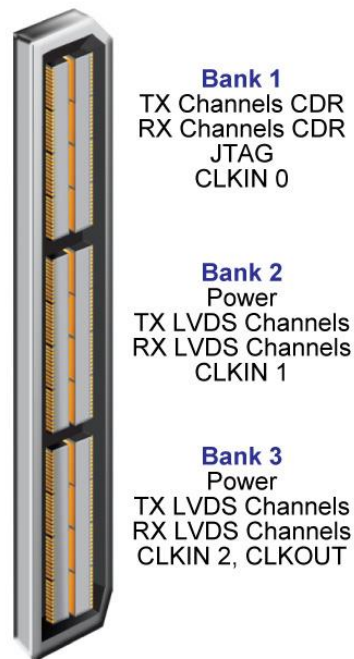 Bank 1
TX Channels CDR
RX Channels CDR
JTAG
CLKIN 0
Bank 2
Power
TX LVDS Channels
RX LVDS Channels
CLKIN 1
Bank 3
Power
TX LVDS Channels
RX LVDS Channels
CLKIN 2, CLKOUT